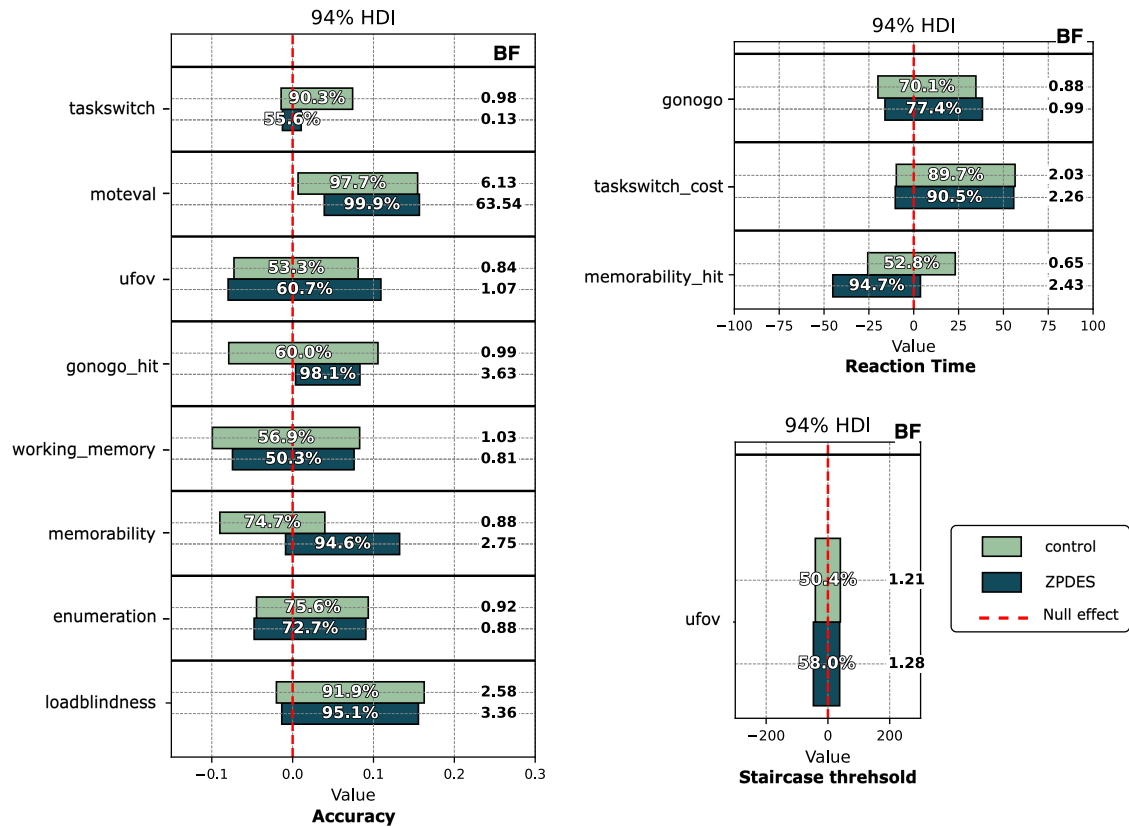 94% HDI
BF
taskswitch
90.3%
0.98
55.6%
0.13
moteval
97.7%
6.13
99.9%
63.54
ufov
53.3%
0.84
60.7%
1.07
gonogo_hit
60.0%
0.99
98.1%
3.63
working_memory
56.9%
1.03
50.3%
0.81
memorability
74.7%
0.88
94.6%
2.75
enumeration
75.6%
0.92
72.7%
0.88
loadblindness
91.9%
2.58
95.1%
3.36
−0.1 0.0 0.1 0.2 0.3
Value
Accuracy
94% HDI
BF
gonogo
70.1%
0.88
77.4%
0.99
taskswitch_cost
89.7%
2.03
90.5%
2.26
memorability_hit
52.8%
0.65
94.7%
2.43
−100 −75 −50 −25 0 25 50 75 100
Value
Reaction Time
94% HDI
BF
ufov
50.4%
1.21
58.0%
1.28
−200 0 200
Value
Staircase threhsold
control
ZPDES
Null effect